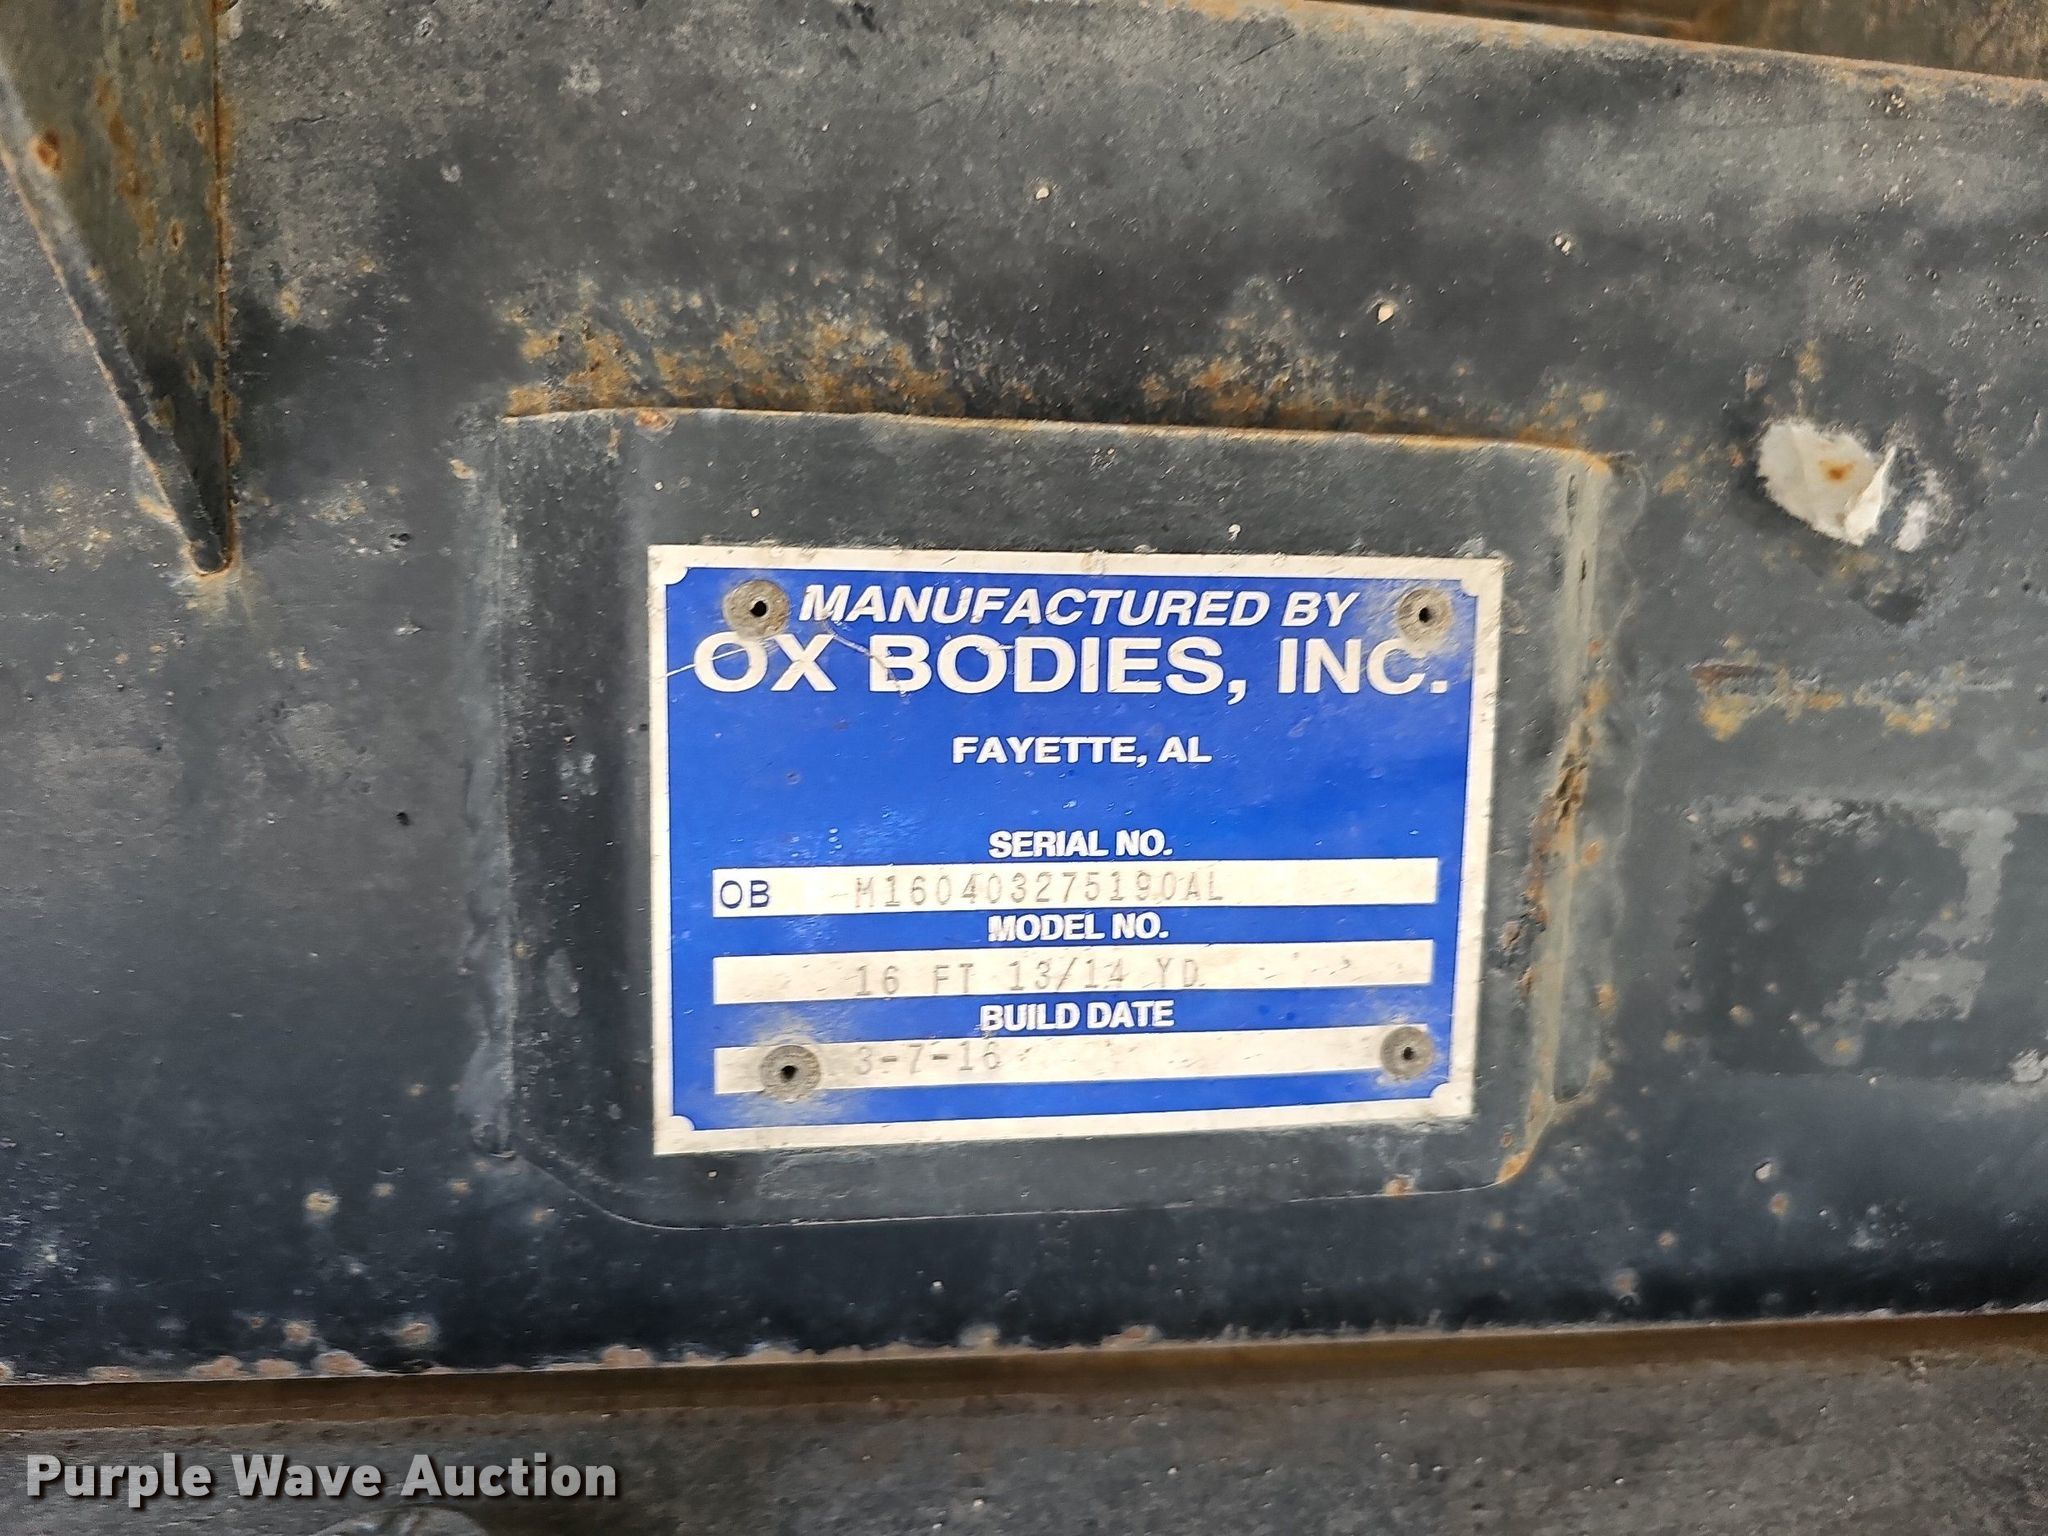 MANUFACTURED BY
OX BODIES, INC.
FAYETTE, AL
SERIAL NO.
OB M160403275190AL
MODEL NO.
16 FT 13/14 YD
BUILD DATE
3-7-16
Purple Wave Auction